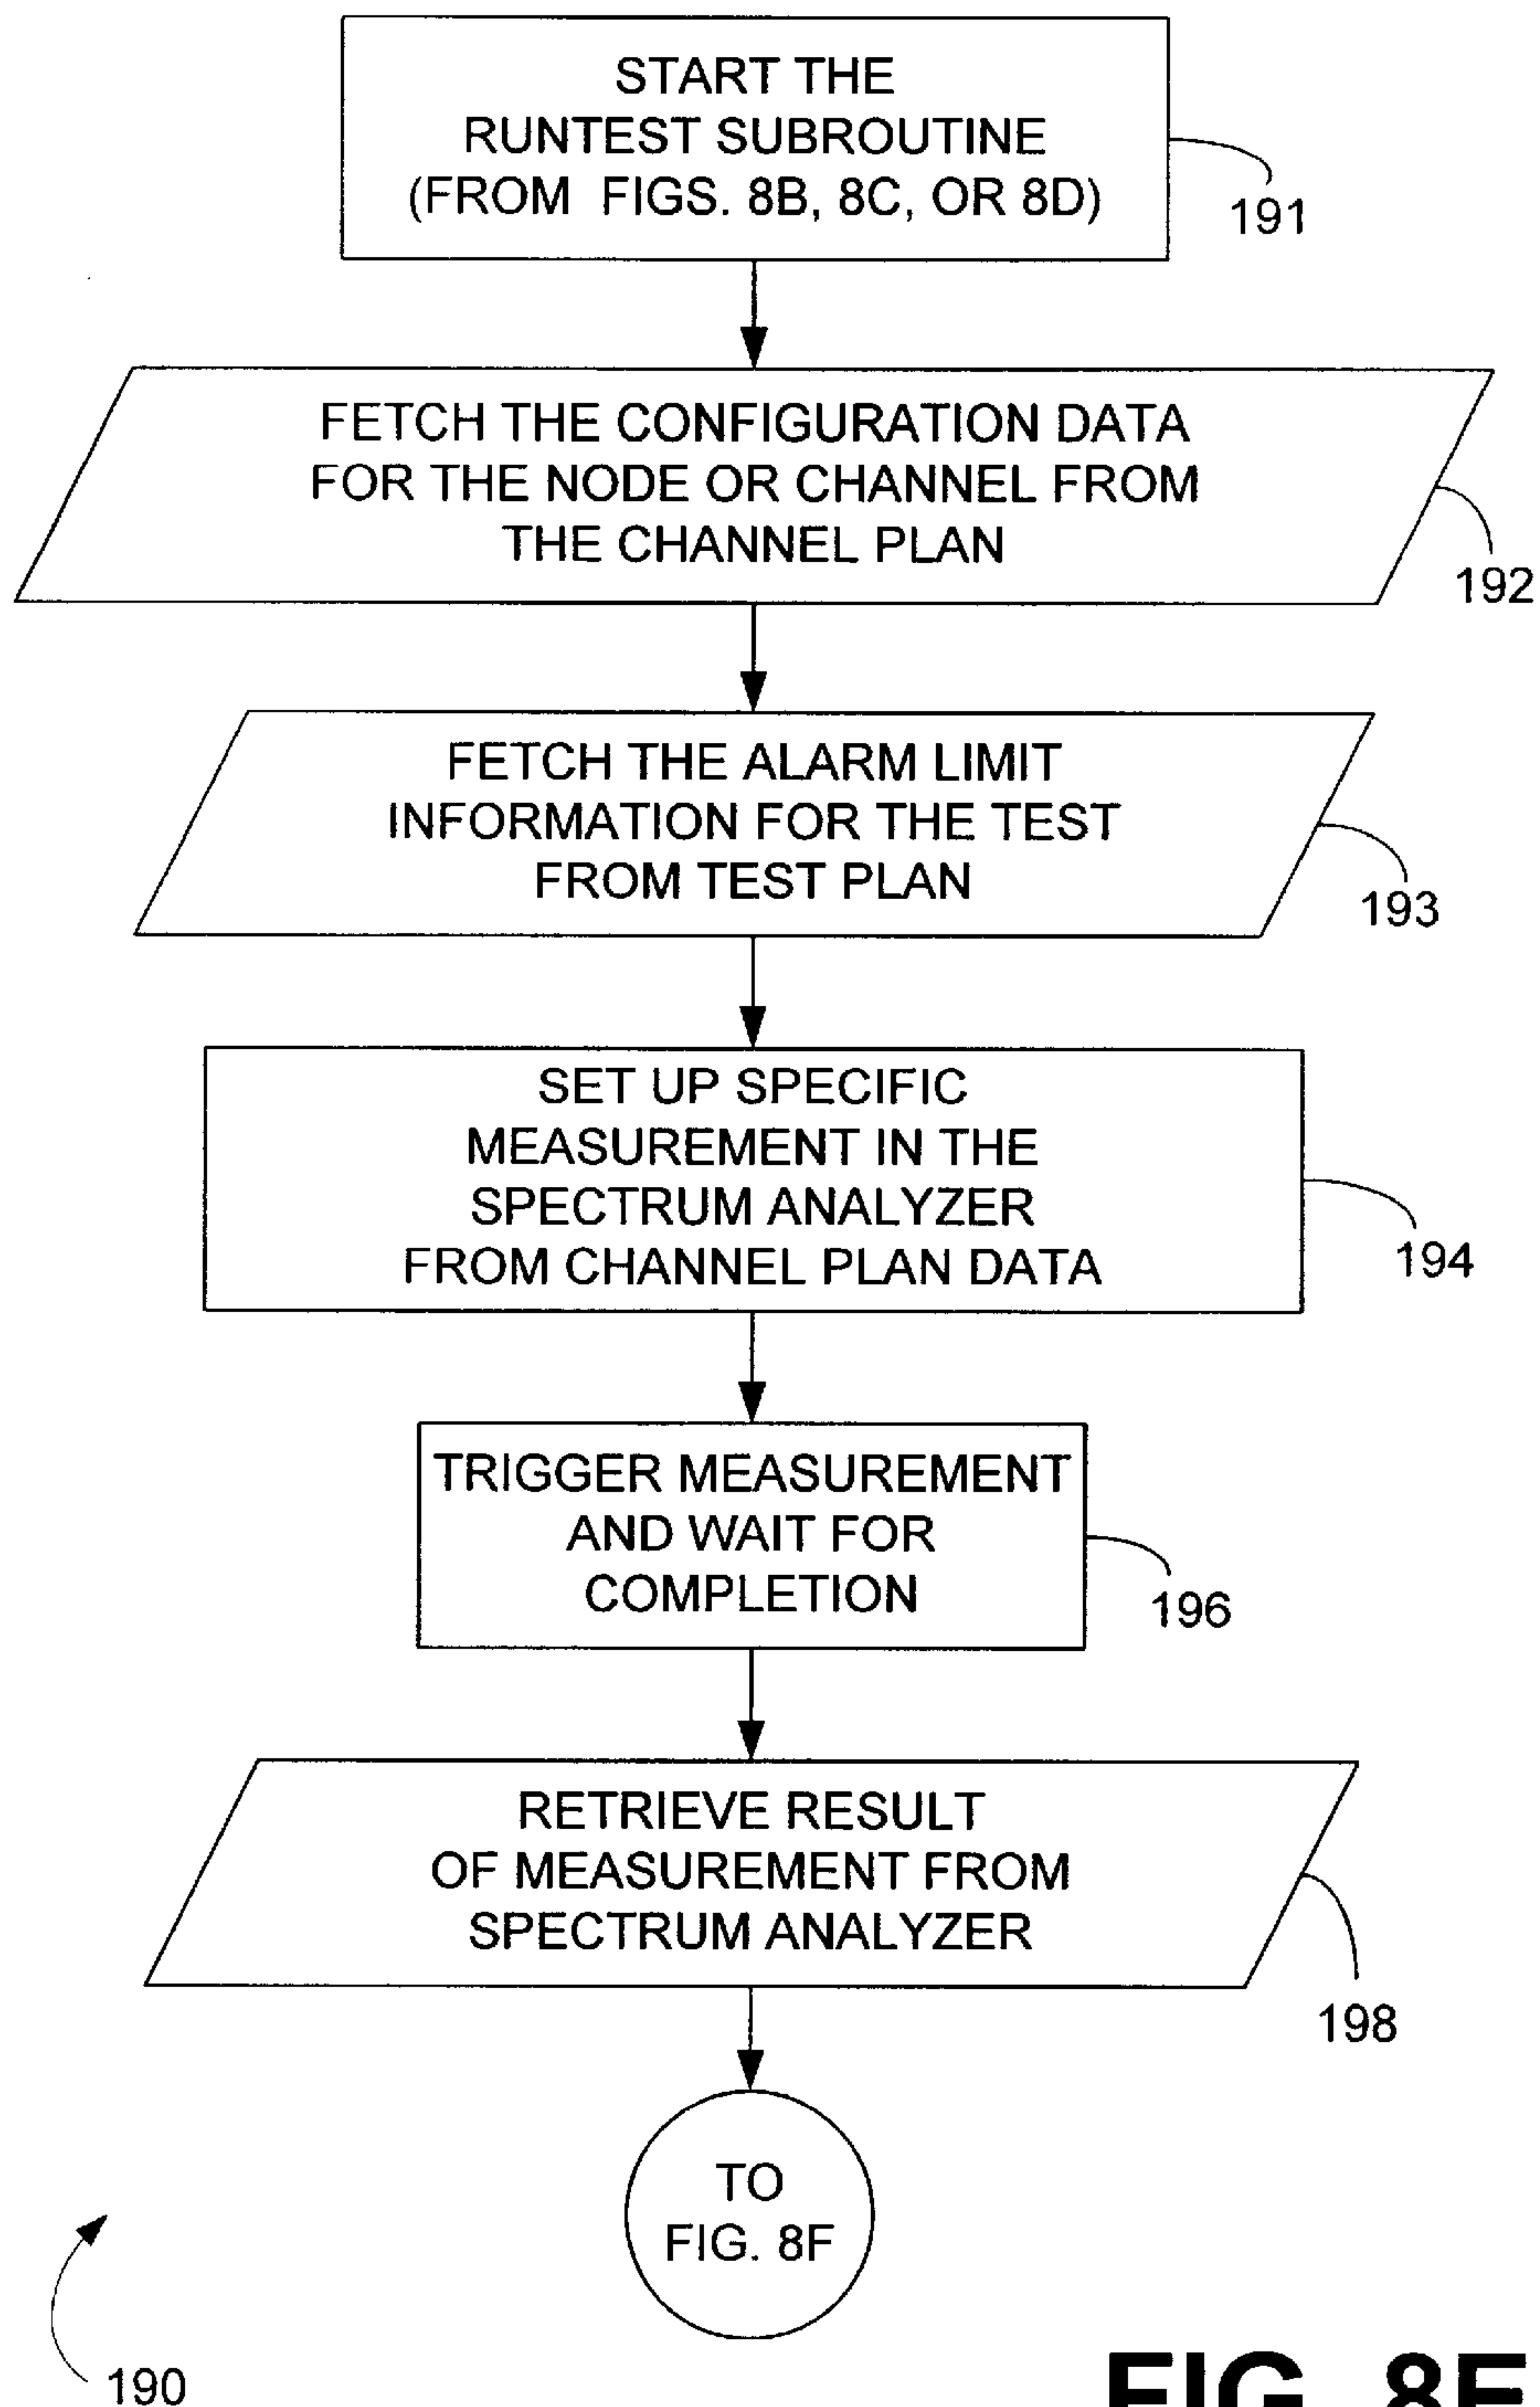 START THE
RUNTEST SUBROUTINE
(FROM FIGS. 8B, 8C, OR 8D)
191
FETCH THE CONFIGURATION DATA
FOR THE NODE OR CHANNEL FROM
THE CHANNEL PLAN
192
FETCH THE ALARM LIMIT
INFORMATION FOR THE TEST
FROM TEST PLAN
193
SET UP SPECIFIC
MEASUREMENT IN THE
SPECTRUM ANALYZER
FROM CHANNEL PLAN DATA
194
TRIGGER MEASUREMENT
AND WAIT FOR
COMPLETION
196
RETRIEVE RESULT
OF MEASUREMENT FROM
SPECTRUM ANALYZER
198
TO
FIG. 8F
190
FIG. 8E